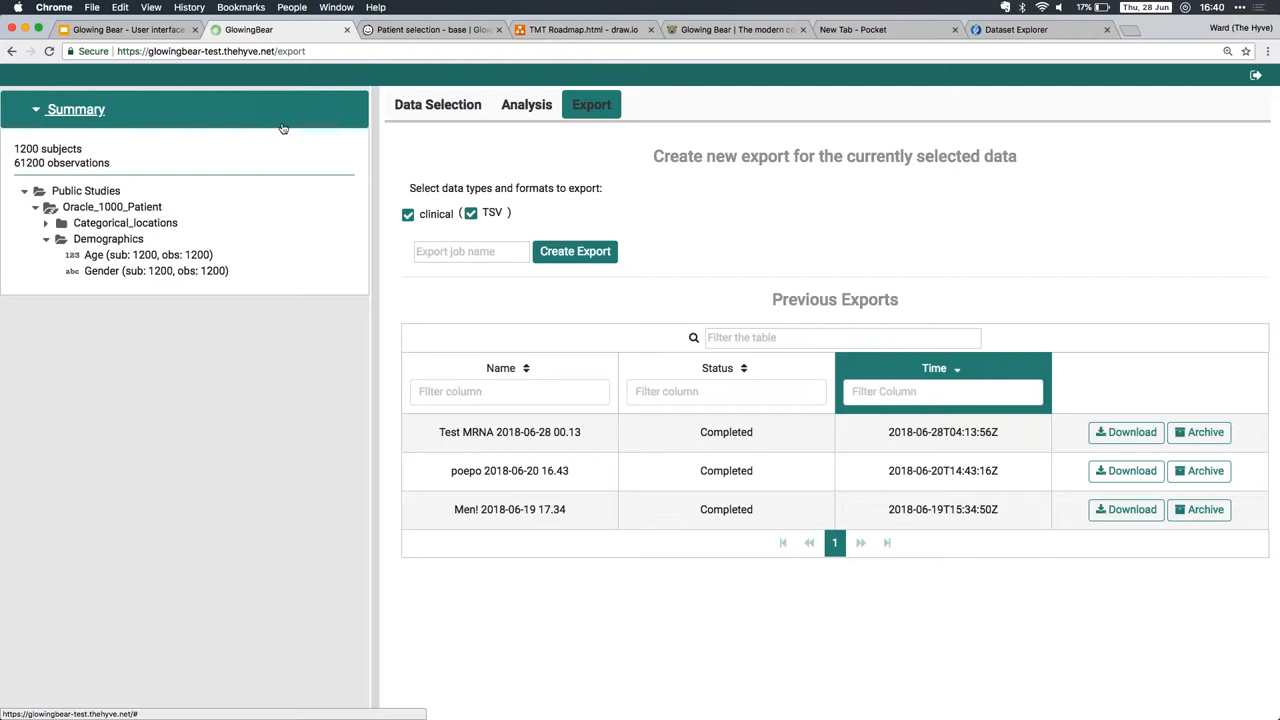 Chrome File Edit View History Bookmarks People Window Help 17% Thu, 28 Jun 16:40
Glowing Bear - User interfaces GlowingBear Patient selection - base | Glow TMT Roadmap.html - draw.io Glowing Bear | The modern co New Tab - Pocket Dataset Explorer Ward (The Hyve)
Secure https://glowingbear-test.thehyve.net/export
Summary
1200 subjects
61200 observations
Public Studies
Oracle_1000_Patient
Categorical_locations
Demographics
123 Age (sub: 1200, obs: 1200)
abc Gender (sub: 1200, obs: 1200)
Data Selection Analysis Export
Create new export for the currently selected data
Select data types and formats to export:
clinical ( TSV )
Export job name Create Export
Previous Exports
Filter the table
Name Status Time
Filter column Filter column Filter Column
Test MRNA 2018-06-28 00.13 Completed 2018-06-28T04:13:56Z Download Archive
poepo 2018-06-20 16.43 Completed 2018-06-20T14:43:16Z Download Archive
Men! 2018-06-19 17.34 Completed 2018-06-19T15:34:50Z Download Archive
1
https://glowingbear-test.thehyve.net/#